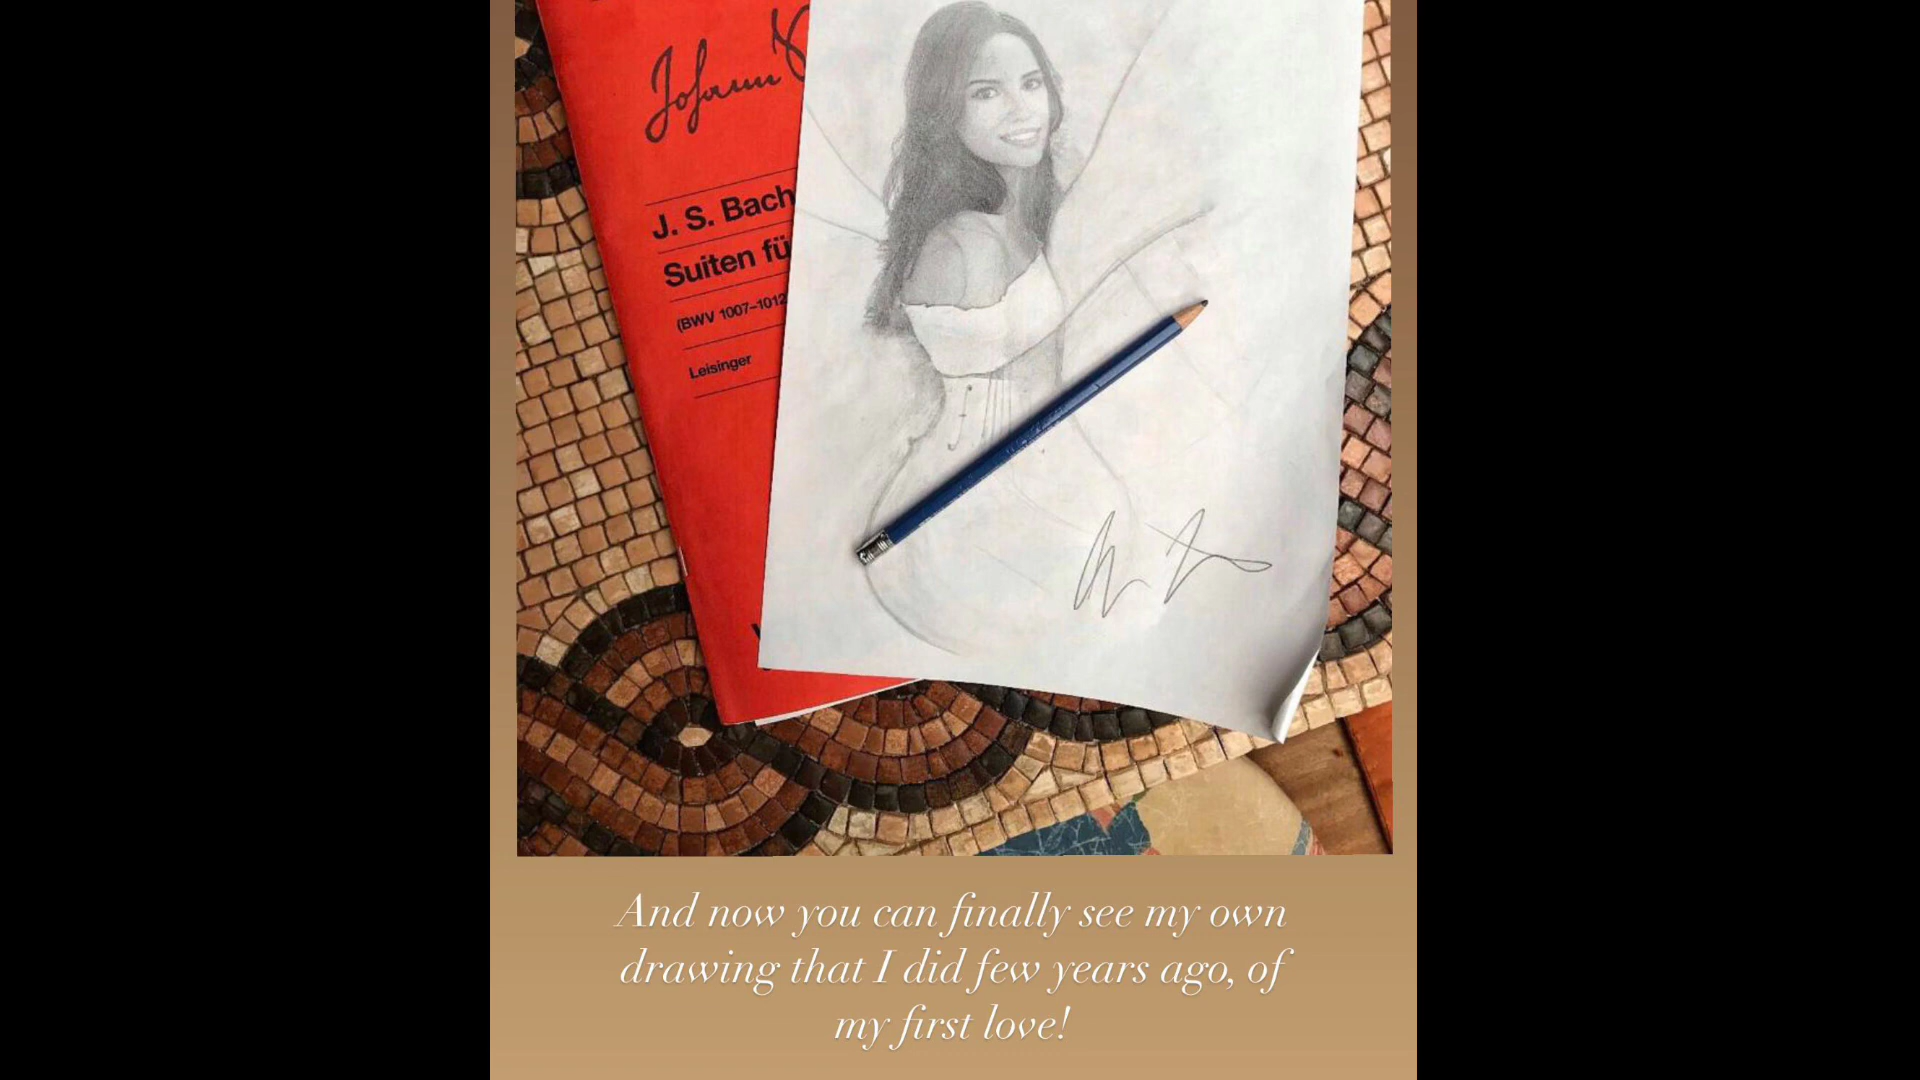 Johann
J. S. Bach
Suiten fü
(BWV 1007–1012
Leisinger
And now you can finally see my own
drawing that I did few years ago, of
my first love!